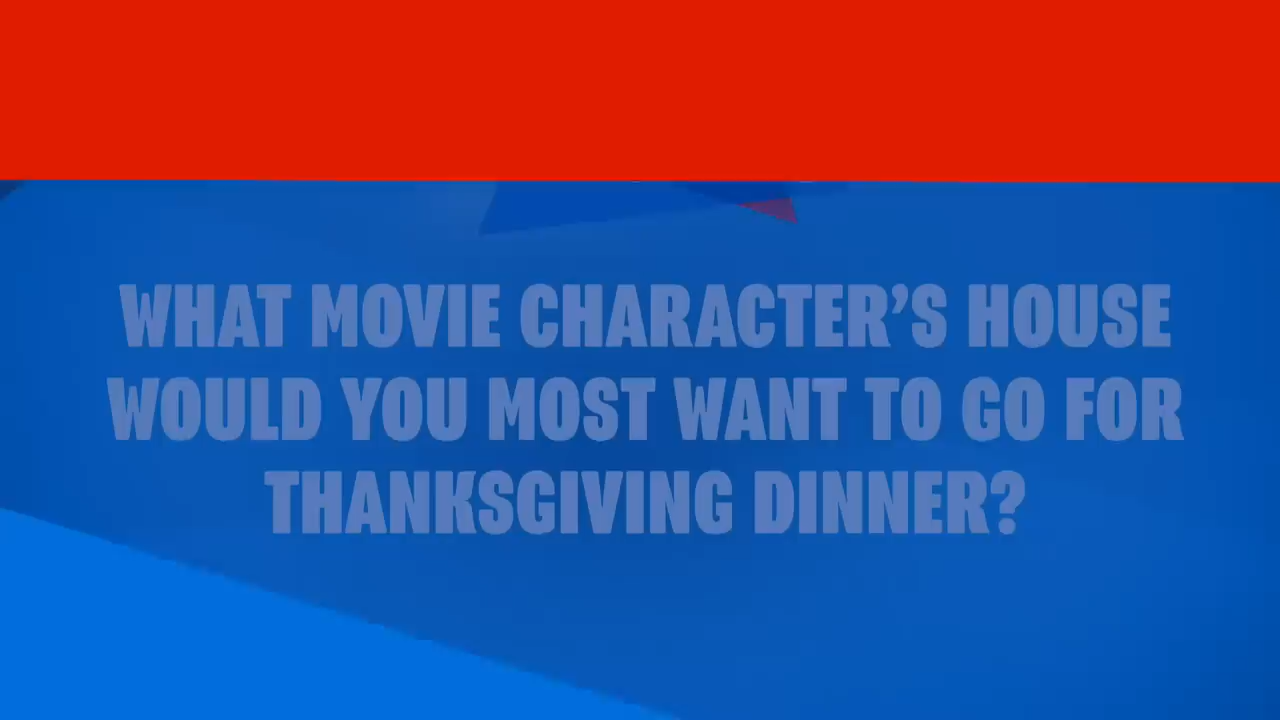 WHAT MOVIE CHARACTER’S HOUSE
WOULD YOU MOST WANT TO GO FOR
THANKSGIVING DINNER?